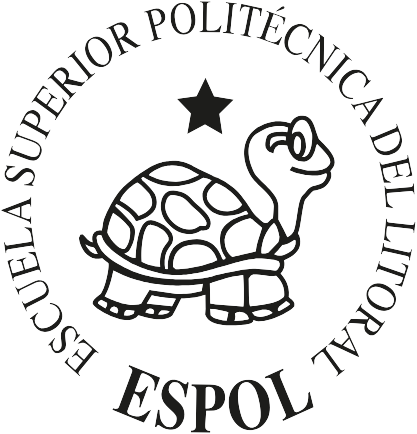 ESCUELA SUPERIOR POLITÉCNICA DEL LITORAL
ESPOL